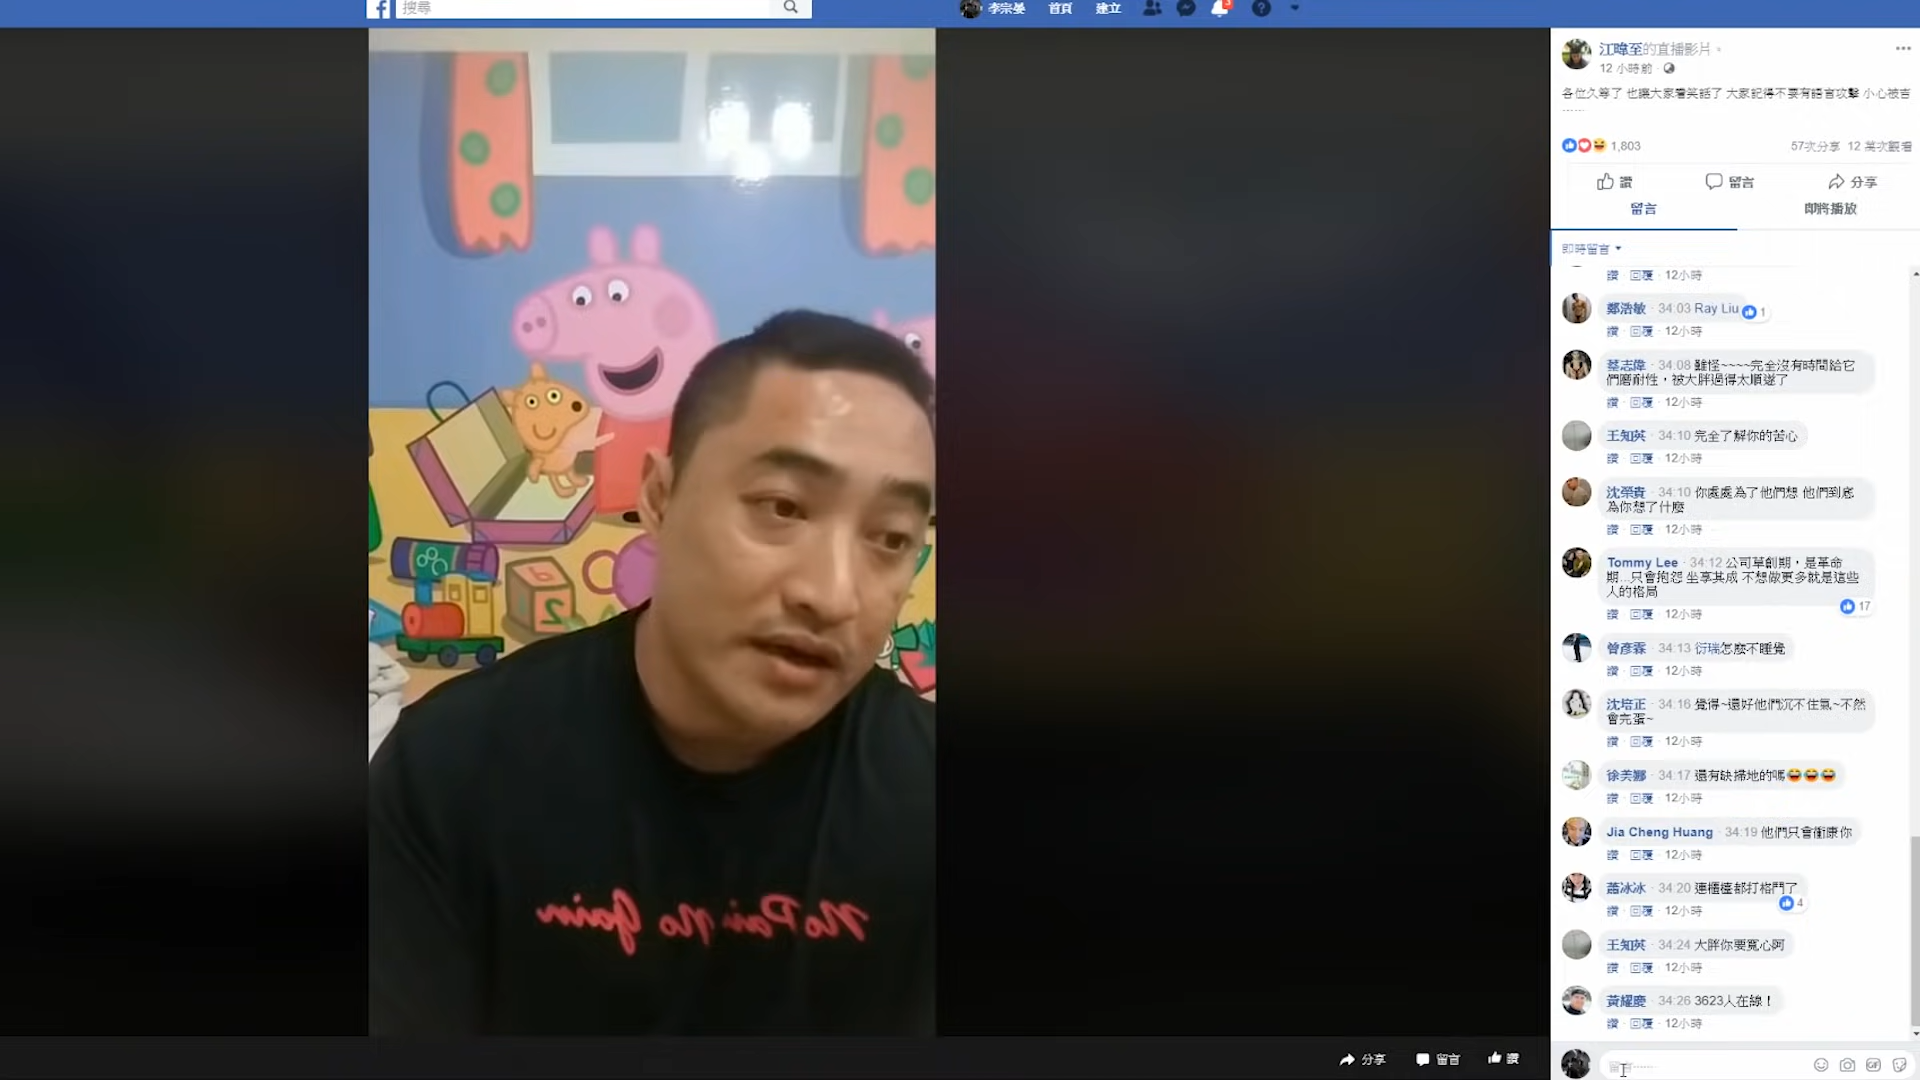 搜尋
李宗晏 首頁 建立
3
江暐至的直播影片。
12 小時前
各位久等了 也讓大家看笑話了 大家記得不要有語言攻擊 小心被吉
......
1,803 57次分享 12 萬次觀看
讚 留言 分享
留言 即將播放
即時留言
讚 · 回覆 · 12小時
鄭浩敏 · 34:03 Ray Liu 1
讚 · 回覆 · 12小時
蔡志偉 · 34:08 難怪~~~~完全沒有時間給它
們磨耐性，被大胖過得太順遂了
讚 · 回覆 · 12小時
王知英 · 34:10 完全了解你的苦心
讚 · 回覆 · 12小時
沈榮貴 · 34:10 你處處為了他們想 他們到底
為你想了什麼
讚 · 回覆 · 12小時
Tommy Lee · 34:12 公司草創期，是革命
期...只會抱怨 坐享其成 不想做更多就是這些
人的格局
17
讚 · 回覆 · 12小時
曾彥霖 · 34:13 衍瑞怎麼不睡覺
讚 · 回覆 · 12小時
沈培正 · 34:16 覺得~還好他們沉不住氣~不然
會完蛋~
讚 · 回覆 · 12小時
徐美娜 · 34:17 還有缺掃地的嗎😂😂😂
讚 · 回覆 · 12小時
Jia Cheng Huang · 34:19 他們只會衝康你
讚 · 回覆 · 12小時
蕭冰冰 · 34:20 連櫃檯都打格鬥了
4
讚 · 回覆 · 12小時
王知英 · 34:24 大胖你要寬心阿
讚 · 回覆 · 12小時
黃耀慶 · 34:26 3623人在線！
讚 · 回覆 · 12小時
No Pain No Gain
分享 留言 讚